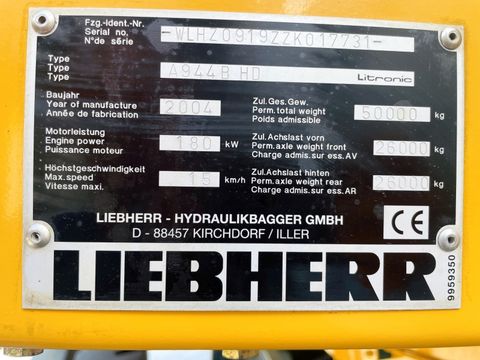 Fzg.-Ident.-Nr.
Serial no. -WLHZ0919ZZK017731-
N°de série
Type
Type A944B HD Litronic
Type
Baujahr
Year of manufacture 2004
Année de fabrication
Zul.Ges.Gew.
Perm.total weight 50000 kg
Poids admissible
Motorleistung
Engine power 180 kW
Puissance moteur
Zul.Achslast vorn
Perm.axle weight front 26000 kg
Charge admis.sur ess.AV
Höchstgeschwindigkeit
Max.speed 15 km/h
Vitesse maxi.
Zul.Achslast hinten
Perm.axle weight rear 26000 kg
Charge admis.sur ess.AR
LIEBHERR - HYDRAULIKBAGGER GMBH
D - 88457 KIRCHDORF / ILLER
CE
LIEBHERR
9959350